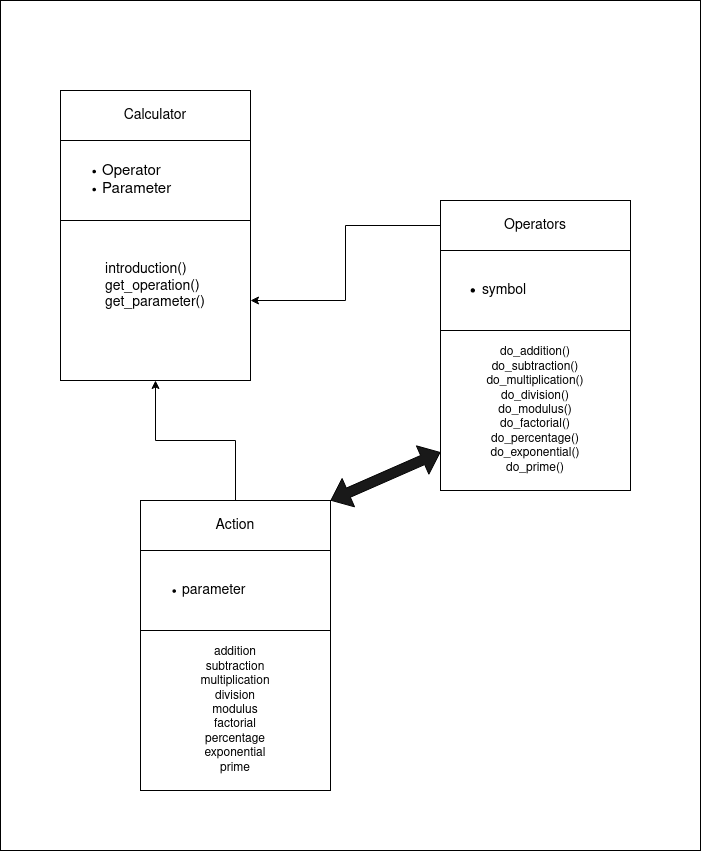 Calculator
• Operator
• Parameter
introduction()
get_operation()
get_parameter()
Operators
• symbol
do_addition()
do_subtraction()
do_multiplication()
do_division()
do_modulus()
do_factorial()
do_percentage()
do_exponential()
do_prime()
Action
• parameter
addition
subtraction
multiplication
division
modulus
factorial
percentage
exponential
prime